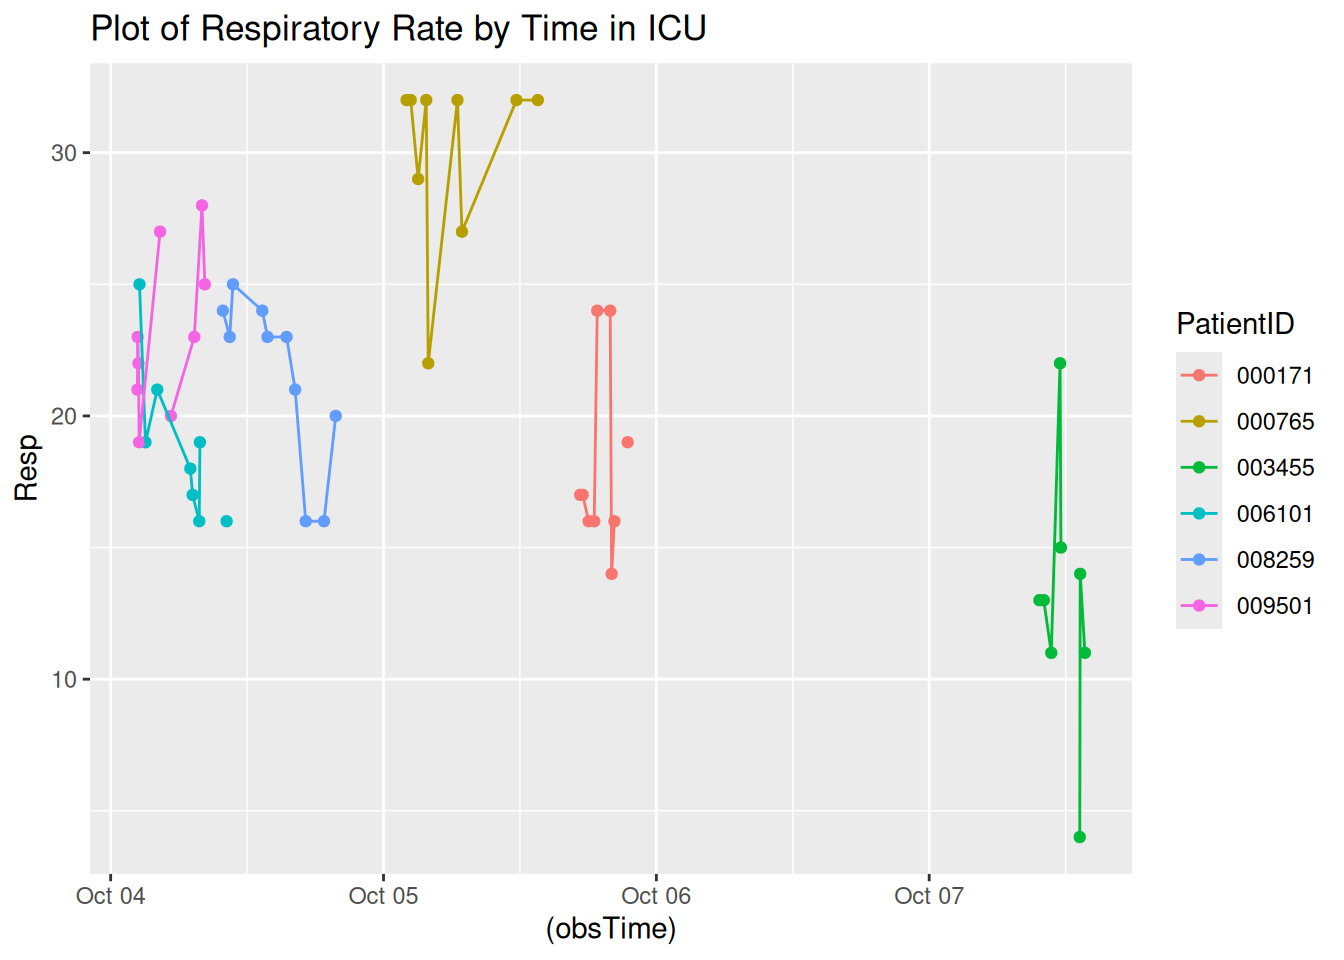 Plot of Respiratory Rate by Time in ICU
30
20
10
Resp
Oct 04
Oct 05
Oct 06
Oct 07
(obsTime)
PatientID
000171
000765
003455
006101
008259
009501